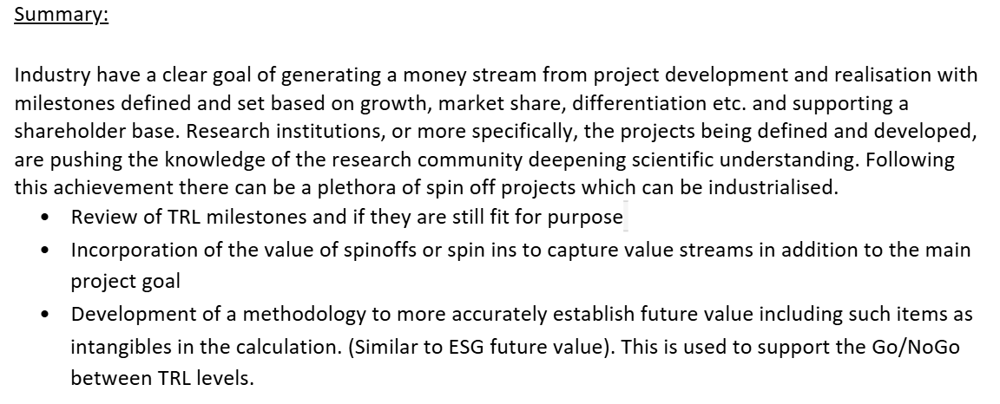 Summary:
Industry have a clear goal of generating a money stream from project development and realisation with
milestones defined and set based on growth, market share, differentiation etc. and supporting a
shareholder base. Research institutions, or more specifically, the projects being defined and developed,
are pushing the knowledge of the research community deepening scientific understanding. Following
this achievement there can be a plethora of spin off projects which can be industrialised.
• Review of TRL milestones and if they are still fit for purpose
• Incorporation of the value of spinoffs or spin ins to capture value streams in addition to the main
project goal
• Development of a methodology to more accurately establish future value including such items as
intangibles in the calculation. (Similar to ESG future value). This is used to support the Go/NoGo
between TRL levels.